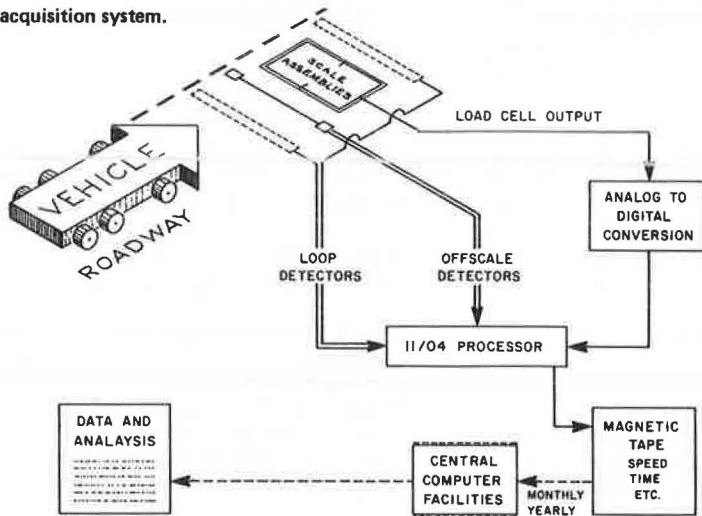 acquisition system.
SCALE
ASSEMBLIES
LOAD CELL OUTPUT
VEHICLE
ROADWAY
ANALOG TO
DIGITAL
CONVERSION
LOOP
DETECTORS
OFFSCALE
DETECTORS
11/04 PROCESSOR
DATA AND
ANALAYSIS
CENTRAL
COMPUTER
FACILITIES
MONTHLY
YEARLY
MAGNETIC
TAPE
SPEED
TIME
ETC.